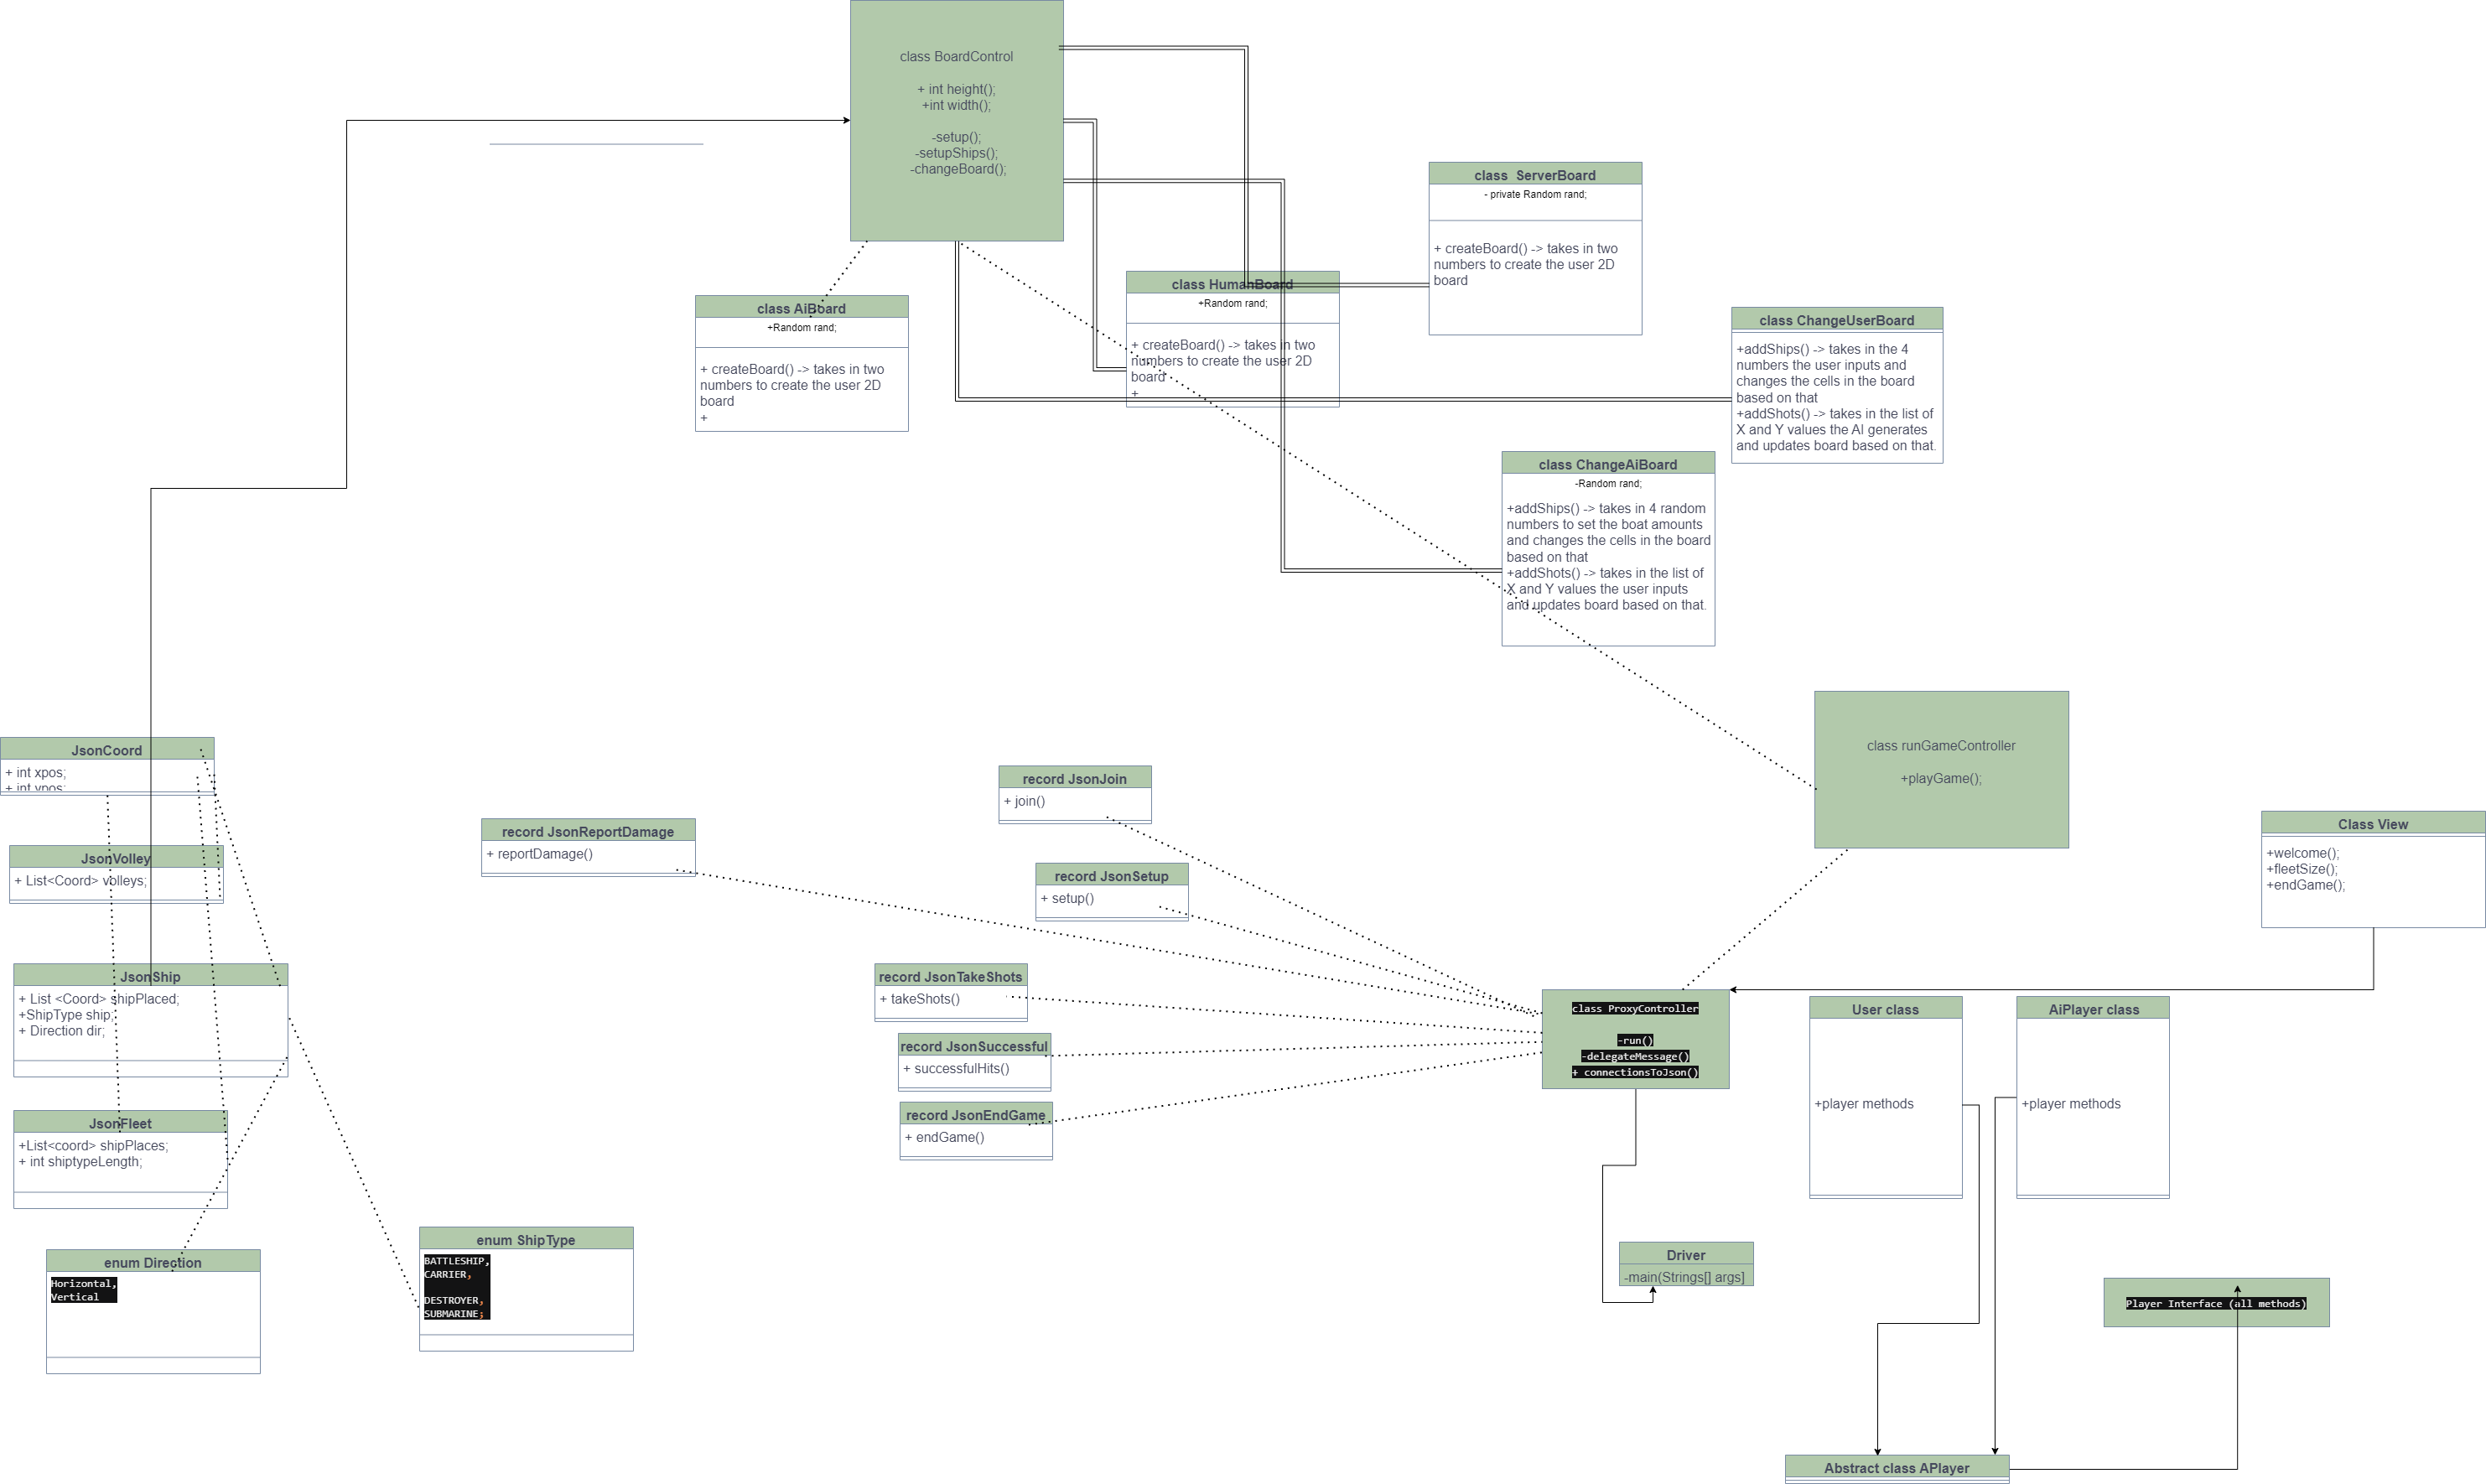 class BoardControl
+ int height();
+int width();
-setup();
-setupShips();
-changeBoard();
class  ServerBoard
- private Random rand;
+ createBoard() -> takes in two
numbers to create the user 2D
board
class HumanBoard
+Random rand;
+ createBoard() -> takes in two
numbers to create the user 2D
board
+
class AiBoard
+Random rand;
+ createBoard() -> takes in two
numbers to create the user 2D
board
+
class ChangeUserBoard
+addShips() -> takes in the 4
numbers the user inputs and
changes the cells in the board
based on that
+addShots() -> takes in the list of
X and Y values the AI generates
and updates board based on that.
class ChangeAiBoard
-Random rand;
+addShips() -> takes in 4 random
numbers to set the boat amounts
and changes the cells in the board
based on that
+addShots() -> takes in the list of
X and Y values the user inputs
and updates board based on that.
class runGameController
+playGame();
JsonCoord
+ int xpos;
+ int ypos;
JsonVolley
+ List<Coord> volleys;
JsonShip
+ List <Coord> shipPlaced;
+ShipType ship;
+ Direction dir;
JsonFleet
+List<coord> shipPlaces;
+ int shiptypeLength;
enum Direction
Horizontal,
Vertical
enum ShipType
BATTLESHIP,
CARRIER,
DESTROYER,
SUBMARINE;
record JsonReportDamage
+ reportDamage()
record JsonJoin
+ join()
record JsonSetup
+ setup()
record JsonTakeShots
+ takeShots()
record JsonSuccessful
+ successfulHits()
record JsonEndGame
+ endGame()
Class View
+welcome();
+fleetSize();
+endGame();
class ProxyController
-run()
-delegateMessage()
+ connectionsToJson()
User class
+player methods
AiPlayer class
+player methods
Driver
-main(Strings[] args]
Player Interface (all methods)
Abstract class APlayer